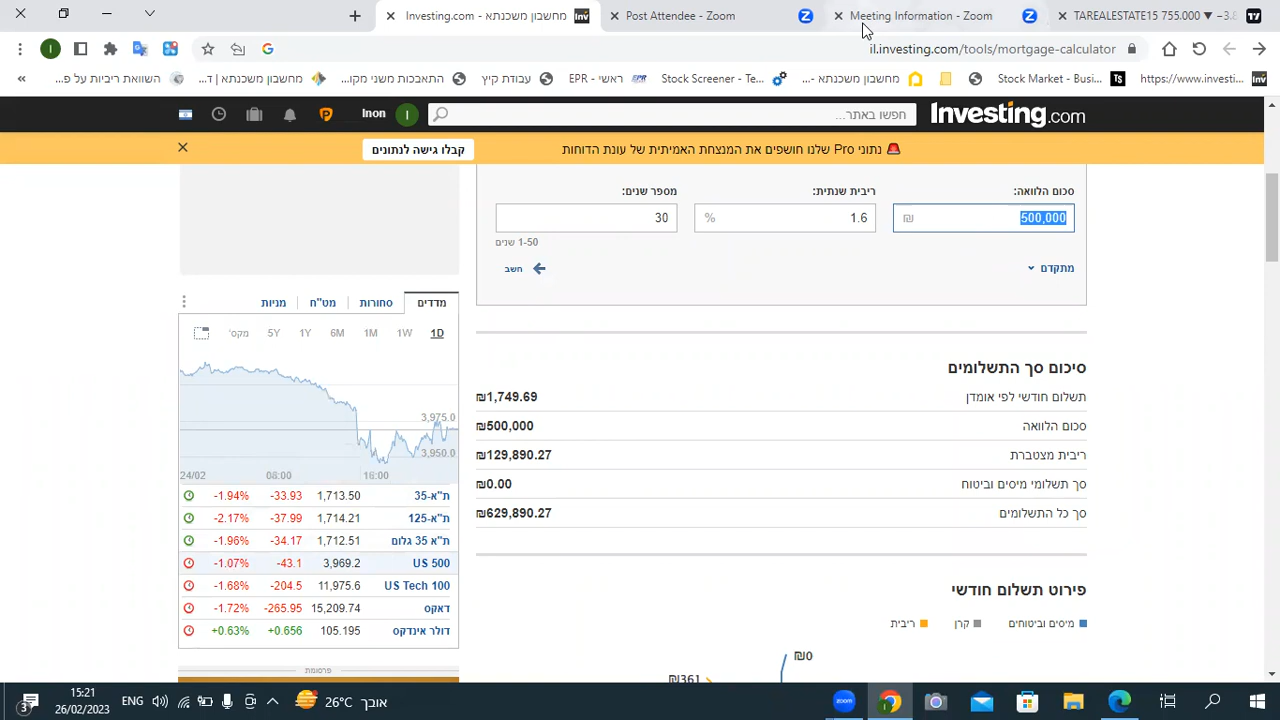 Investing.com - מחשבון משכנתא
Post Attendee - Zoom
Meeting Information - Zoom
TAREALESTATE15 755.000 ▼ −3.8
il.investing.com/tools/mortgage-calculator
« השוואת ריביות על פ...
מחשבון משכנתא | ד...
התאבכות משני מקו...
עבודת קיץ
EPR - ראשי
Stock Screener - Te...
מחשבון משכנתא -...
Stock Market - Busi...
https://www.investi...
Inon
חפשו באתר...
Investing.com
נתוני Pro שלנו חושפים את המנצחת האמיתית של עונת הדוחות
קבלו גישה לנתונים
סכום הלוואה:
ריבית שנתית:
מספר שנים:
500,000 ₪
1.6 %
30
1-50 שנים
מתקדם
חשב
מדדים סחורות מט"ח מניות
1D 1W 1M 6M 1Y 5Y מקס'
3,975.0
3,950.0
24/02 08:00 16:00
ת"א-35 1,713.50 -33.93 -1.94%
ת"א-125 1,714.21 -37.99 -2.17%
ת"א 35 גלום 1,712.51 -34.17 -1.96%
US 500 3,969.2 -43.1 -1.07%
US Tech 100 11,975.6 -204.5 -1.68%
דאקס 15,209.74 -265.95 -1.72%
דולר אינדקס 105.195 +0.656 +0.63%
פרסומת
סיכום סך התשלומים
תשלום חודשי לפי אומדן ₪1,749.69
סכום הלוואה ₪500,000
ריבית מצטברת ₪129,890.27
סך תשלומי מיסים וביטוח ₪0.00
סך כל התשלומים ₪629,890.27
פירוט תשלום חודשי
מיסים וביטוחים קרן ריבית
₪0
₪361
15:21
26/02/2023
ENG
26°C אובך
3
zoom